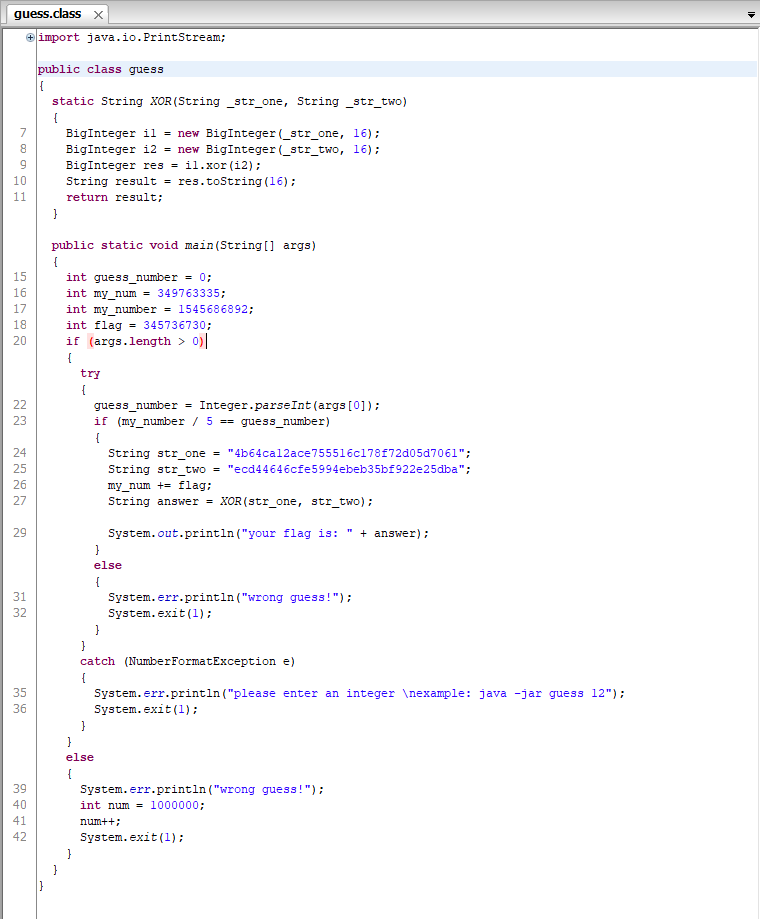 guess.class
import java.io.PrintStream;
public class guess
{
static String XOR(String _str_one, String _str_two)
{
7 BigInteger i1 = new BigInteger(_str_one, 16);
8 BigInteger i2 = new BigInteger(_str_two, 16);
9 BigInteger res = i1.xor(i2);
10 String result = res.toString(16);
11 return result;
}
public static void main(String[] args)
{
15 int guess_number = 0;
16 int my_num = 349763335;
17 int my_number = 1545686892;
18 int flag = 345736730;
20 if (args.length > 0)
{
try
{
22 guess_number = Integer.parseInt(args[0]);
23 if (my_number / 5 == guess_number)
{
24 String str_one = "4b64ca12ace755516c178f72d05d7061";
25 String str_two = "ecd44646cfe5994ebeb35bf922e25dba";
26 my_num += flag;
27 String answer = XOR(str_one, str_two);
29 System.out.println("your flag is: " + answer);
}
else
{
31 System.err.println("wrong guess!");
32 System.exit(1);
}
}
catch (NumberFormatException e)
{
35 System.err.println("please enter an integer \nexample: java -jar guess 12");
36 System.exit(1);
}
}
else
{
39 System.err.println("wrong guess!");
40 int num = 1000000;
41 num++;
42 System.exit(1);
}
}
}